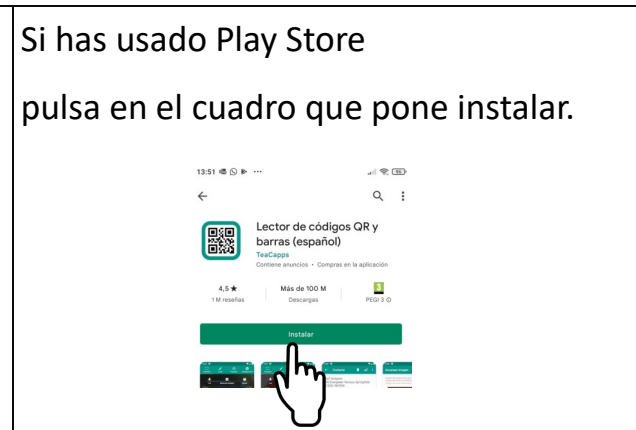 Si has usado Play Store
pulsa en el cuadro que pone instalar.
13:51
Lector de códigos QR y
barras (español)
TeaCapps
Contiene anuncios • Compras en la aplicación
4,5★
Más de 100 M
3
1 M reseñas
Descargas
PEGI 3
Instalar